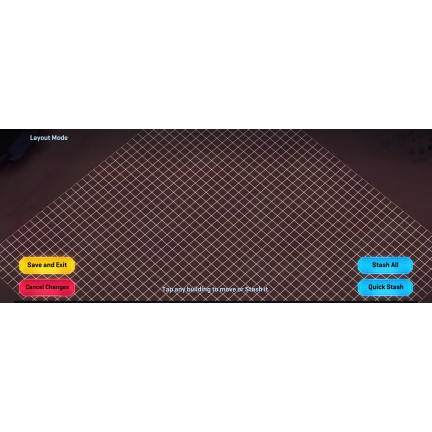 Layout Mode
Save and Exit
Stash All
Cancel Changes
Tap any building to move or Stash it
Quick Stash